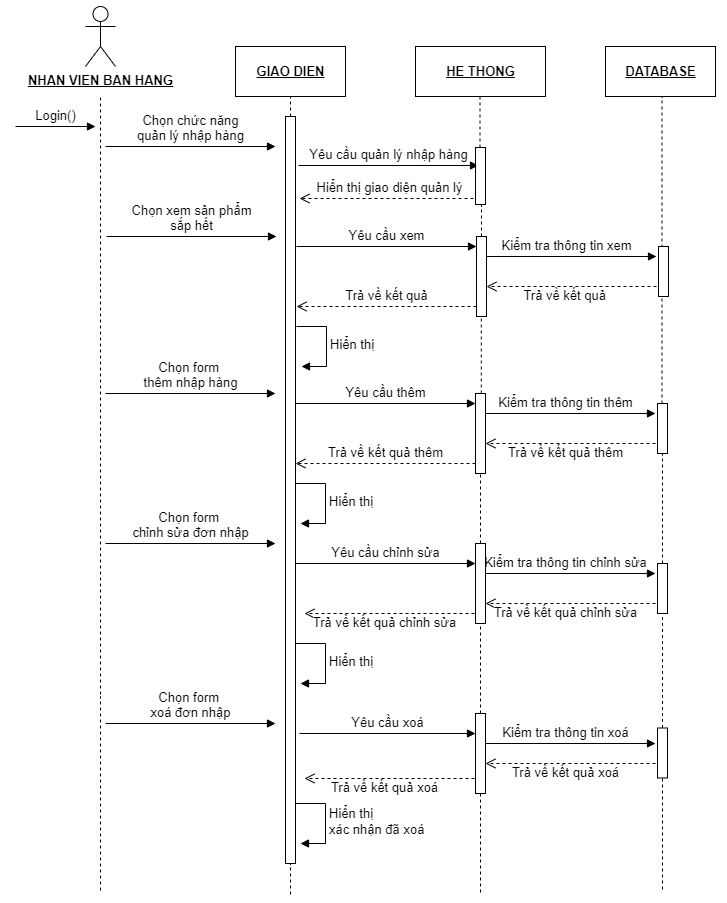 NHAN VIEN BAN HANG
GIAO DIEN
HE THONG
DATABASE
Login()
Chọn chức năng
quản lý nhập hàng
Yêu cầu quản lý nhập hàng
Hiển thị giao diện quản lý
Chọn xem sản phẩm
sắp hết
Yêu cầu xem
Kiểm tra thông tin xem
Trả về kết quả
Trả về kết quả
Hiển thị
Chọn form
thêm nhập hàng
Yêu cầu thêm
Kiểm tra thông tin thêm
Trả về kết quả thêm
Trả về kết quả thêm
Hiển thị
Chọn form
chỉnh sửa đơn nhập
Yêu cầu chỉnh sửa
Kiểm tra thông tin chỉnh sửa
Trả về kết quả chỉnh sửa
Trả về kết quả chỉnh sửa
Hiển thị
Chọn form
xoá đơn nhập
Yêu cầu xoá
Kiểm tra thông tin xoá
Trả về kết quả xoá
Trả về kết quả xoá
Hiển thị
xác nhận đã xoá